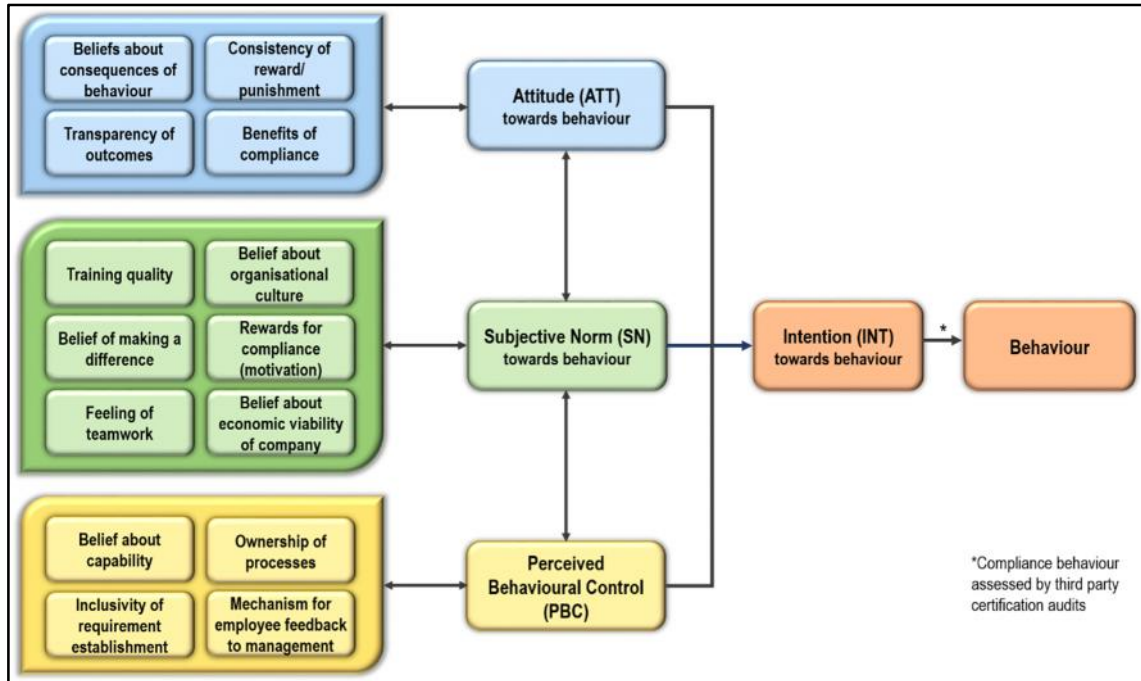 Beliefs about
consequences of
behaviour
Consistency of
reward/
punishment
Transparency of
outcomes
Benefits of
compliance
Attitude (ATT)
towards behaviour
Training quality
Belief about
organisational
culture
Belief of making a
difference
Rewards for
compliance
(motivation)
Feeling of
teamwork
Belief about
economic viability
of company
Subjective Norm (SN)
towards behaviour
Intention (INT)
towards behaviour
*
Behaviour
Belief about
capability
Ownership of
processes
Inclusivity of
requirement
establishment
Mechanism for
employee feedback
to management
Perceived
Behavioural Control
(PBC)
*Compliance behaviour
assessed by third party
certification audits